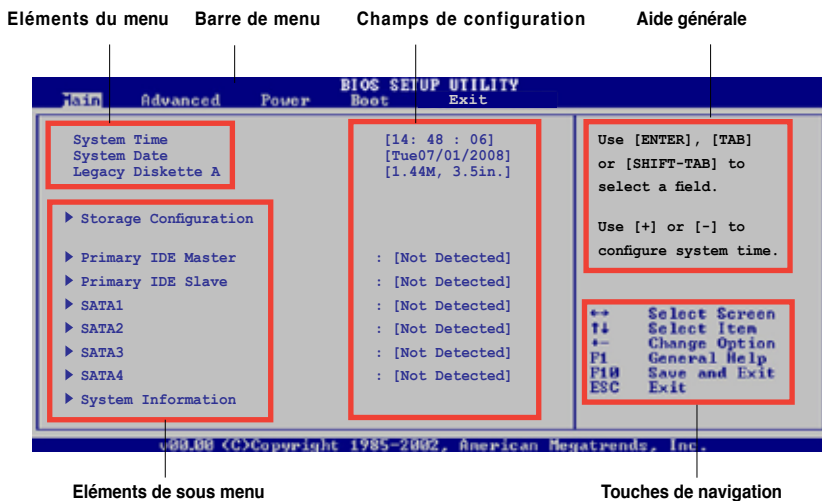 Eléments du menu Barre de menu Champs de configuration Aide générale
BIOS SETUP UTILITY
Main Advanced Power Boot Exit
System Time [14: 48 : 06]
System Date [Tue07/01/2008]
Legacy Diskette A [1.44M, 3.5in.]
Storage Configuration
Primary IDE Master : [Not Detected]
Primary IDE Slave : [Not Detected]
SATA1 : [Not Detected]
SATA2 : [Not Detected]
SATA3 : [Not Detected]
SATA4 : [Not Detected]
System Information
Use [ENTER], [TAB]
or [SHIFT-TAB] to
select a field.
Use [+] or [-] to
configure system time.
↔ Select Screen
↑↓ Select Item
+- Change Option
F1 General Help
F10 Save and Exit
ESC Exit
v00.00 (C)Copyright 1985-2002, American Megatrends, Inc.
Eléments de sous menu Touches de navigation